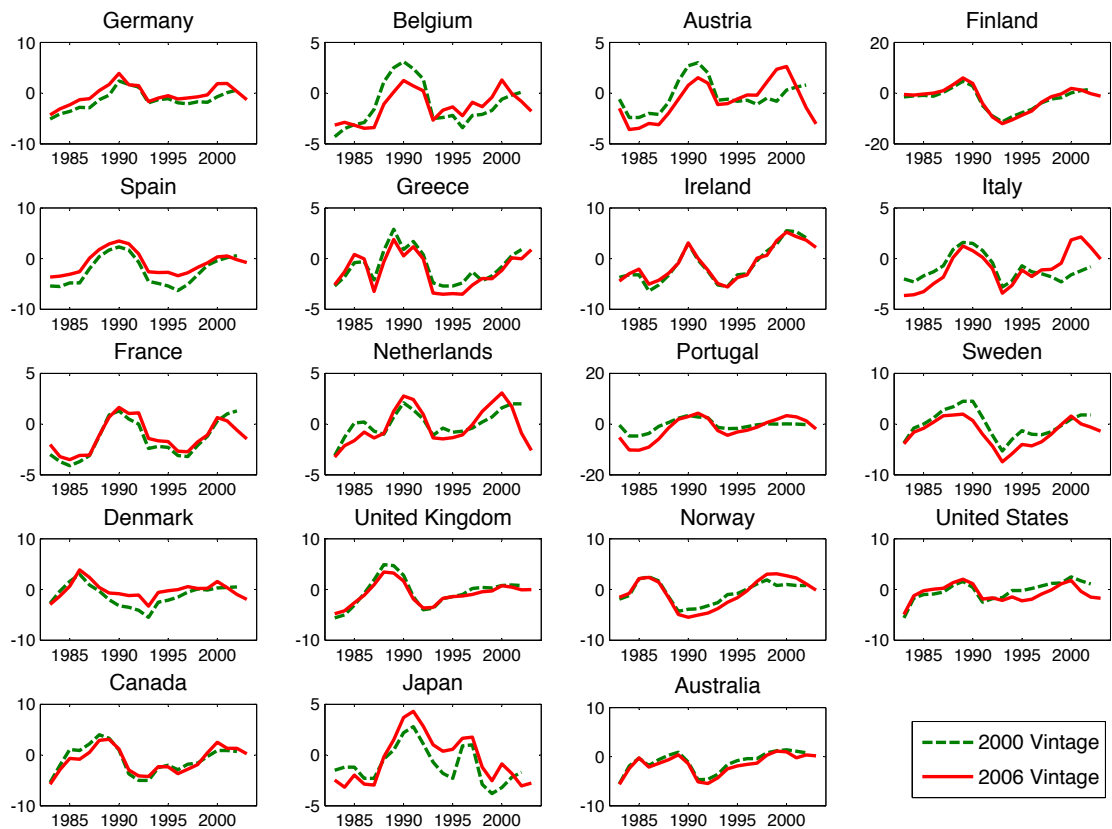 Germany Belgium Austria Finland
10 5 5 20
0 0 0 0
-10 -5 -5 -20
1985 1990 1995 2000 1985 1990 1995 2000 1985 1990 1995 2000 1985 1990 1995 2000
Spain Greece Ireland Italy
10 5 10 5
0 0 0 0
-10 -5 -10 -5
1985 1990 1995 2000 1985 1990 1995 2000 1985 1990 1995 2000 1985 1990 1995 2000
France Netherlands Portugal Sweden
5 5 20 10
0 0 0 0
-5 -5 -20 -10
1985 1990 1995 2000 1985 1990 1995 2000 1985 1990 1995 2000 1985 1990 1995 2000
Denmark United Kingdom Norway United States
10 10 10 10
0 0 0 0
-10 -10 -10 -10
1985 1990 1995 2000 1985 1990 1995 2000 1985 1990 1995 2000 1985 1990 1995 2000
Canada Japan Australia
10 5 10
0 0 0
-10 -5 -10
1985 1990 1995 2000 1985 1990 1995 2000 1985 1990 1995 2000
2000 Vintage
2006 Vintage